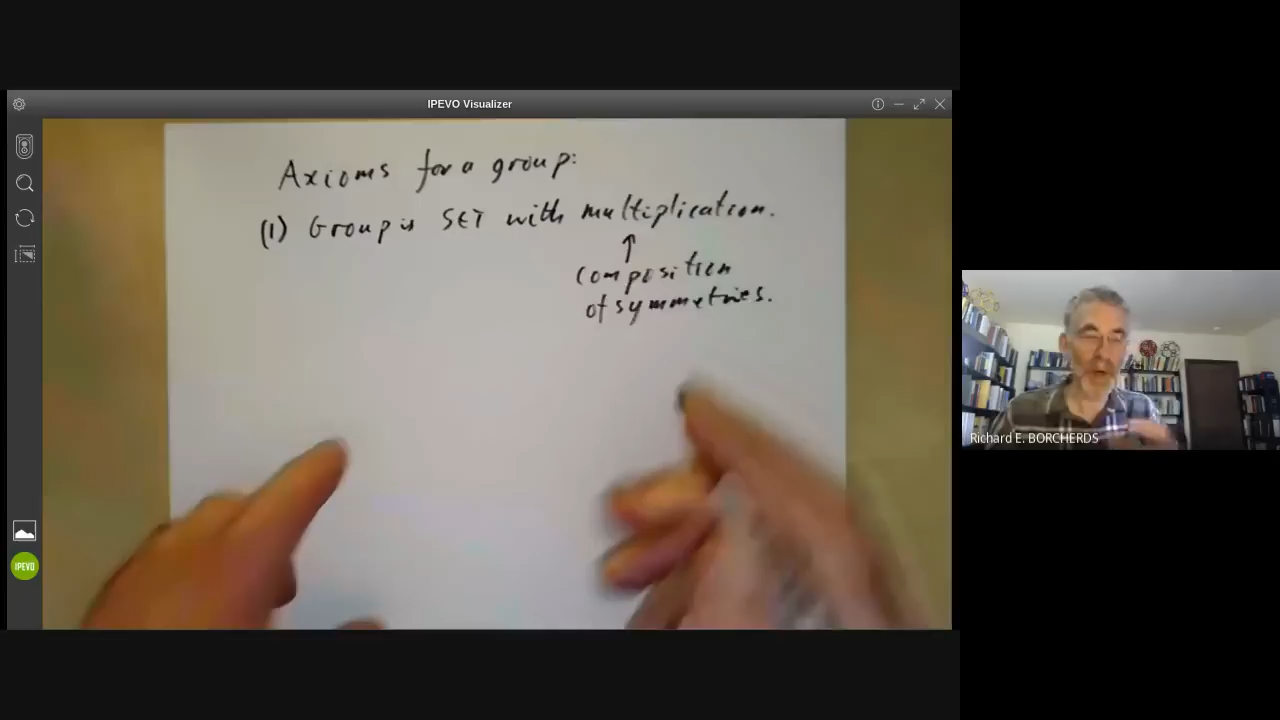 IPEVO Visualizer
Axioms for a group:
(1) Group is SET with multiplication.
↑
composition
of symmetries.
IPEVO
Richard E. BORCHERDS